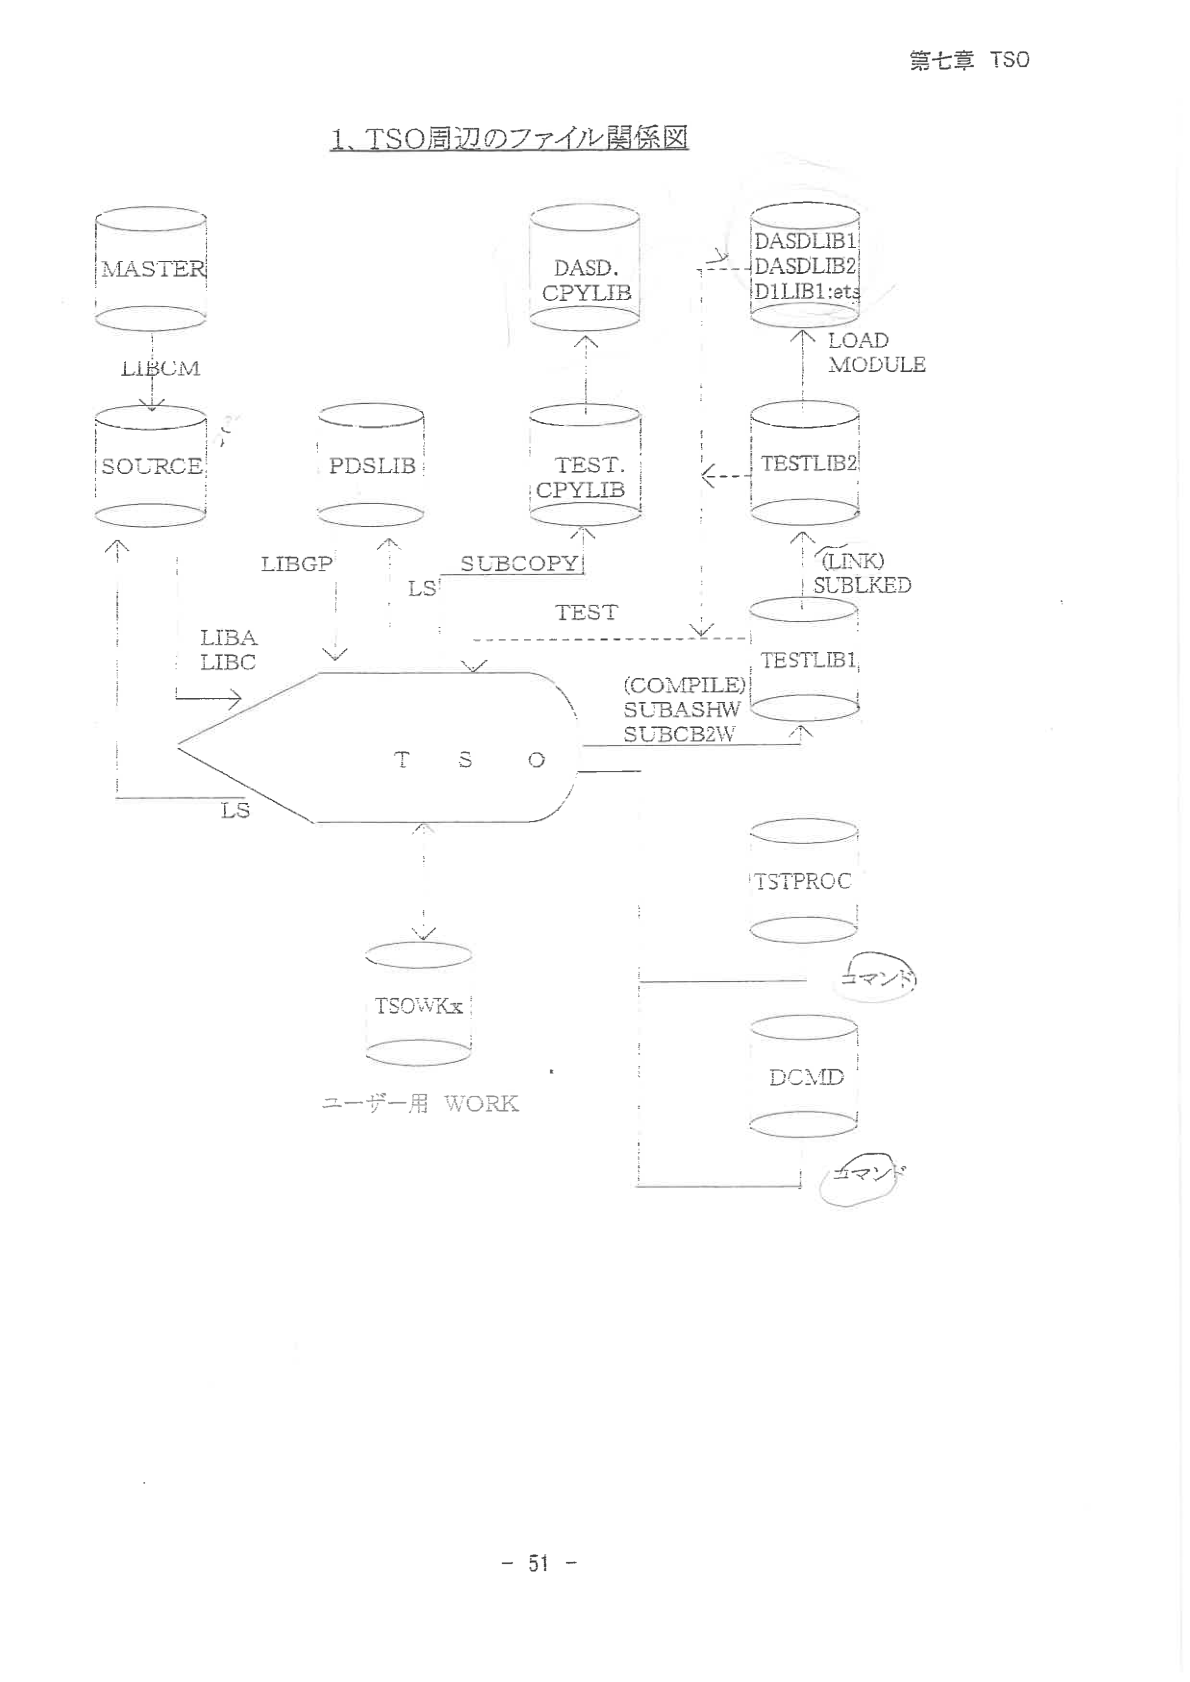 第七章 TSO
1、TSO周辺のファイル関係図
MASTER
DASD.
CPYLIB
DASDLIB1
DASDLIB2
D1LIB1;ets
LIBCM
LOAD
MODULE
SOURCE
PDSLIB
TEST.
CPYLIB
TESTLIB2
LIBGP
LS
SUBCOPY
(LINK)
SUBLKED
TEST
LIBA
LIBC
TESTLIB1
(COMPILE)
SUBASHW
SUBCB2W
T S O
LS
TSTPROC
コマンド
TSOWKx
ユーザー用 WORK
DCMD
コマンド
- 51 -